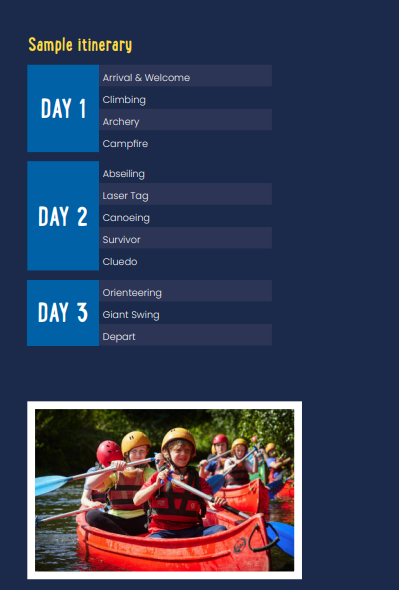 Sample itinerary
DAY 1
Arrival & Welcome
Climbing
Archery
Campfire
DAY 2
Abseiling
Laser Tag
Canoeing
Survivor
Cluedo
DAY 3
Orienteering
Giant Swing
Depart